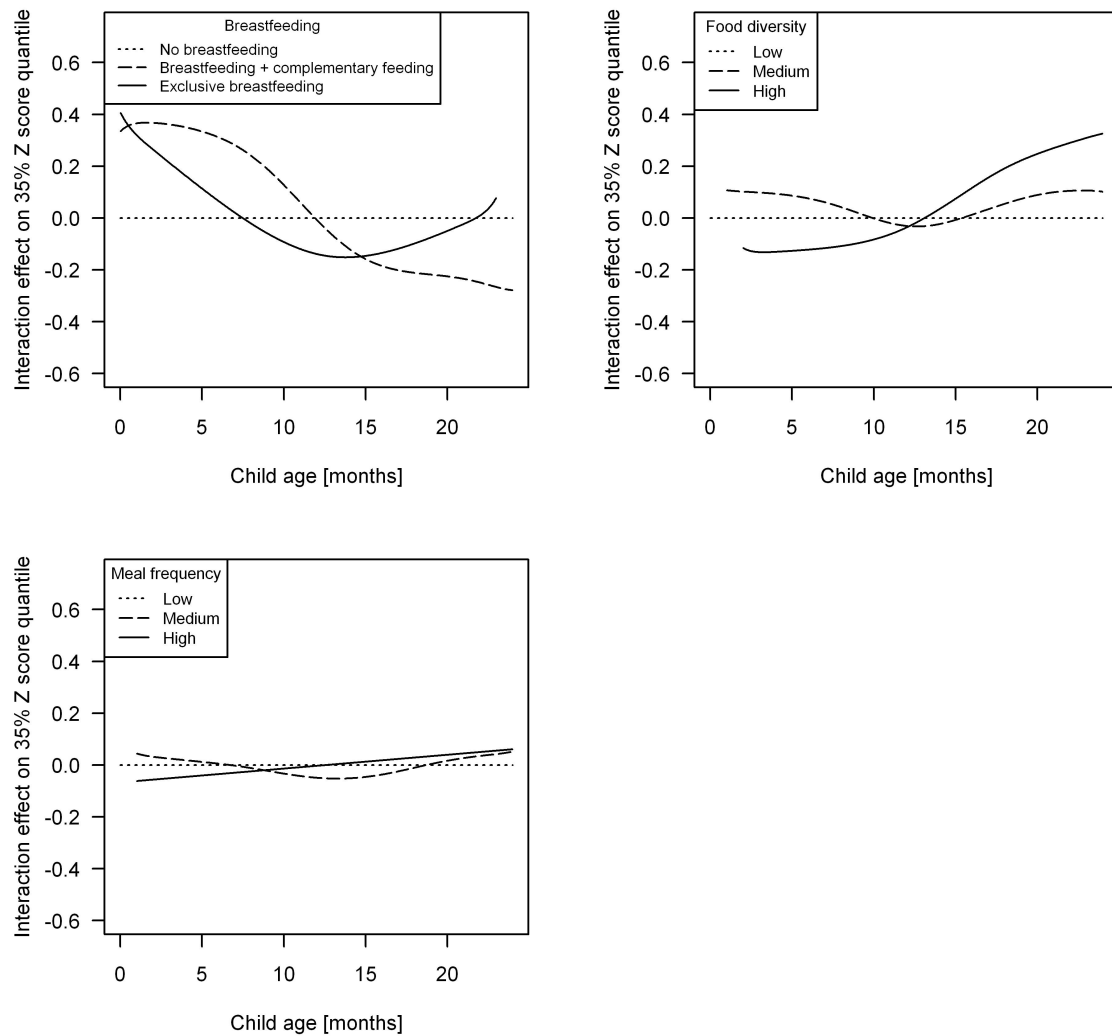 Interaction effect on 35% Z score quantile
0.6
0.4
0.2
0.0
-0.2
-0.4
-0.6
Breastfeeding
No breastfeeding
Breastfeeding + complementary feeding
Exclusive breastfeeding
0 5 10 15 20
Child age [months]
Interaction effect on 35% Z score quantile
0.6
0.4
0.2
0.0
-0.2
-0.4
-0.6
Food diversity
Low
Medium
High
0 5 10 15 20
Child age [months]
Interaction effect on 35% Z score quantile
0.6
0.4
0.2
0.0
-0.2
-0.4
-0.6
Meal frequency
Low
Medium
High
0 5 10 15 20
Child age [months]